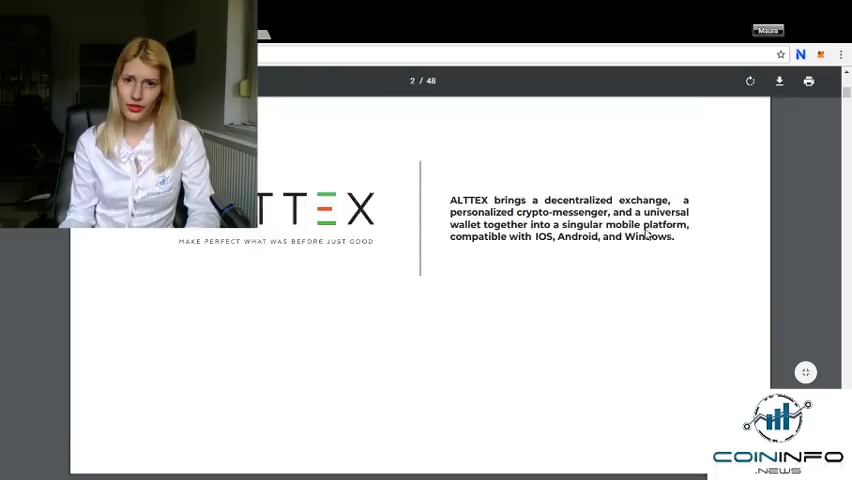 Maura
2 / 48
TTEX
MAKE PERFECT WHAT WAS BEFORE JUST GOOD
ALTTEX brings a decentralized exchange, a
personalized crypto-messenger, and a universal
wallet together into a singular mobile platform,
compatible with IOS, Android, and Windows.
N
COININFO
.NEWS